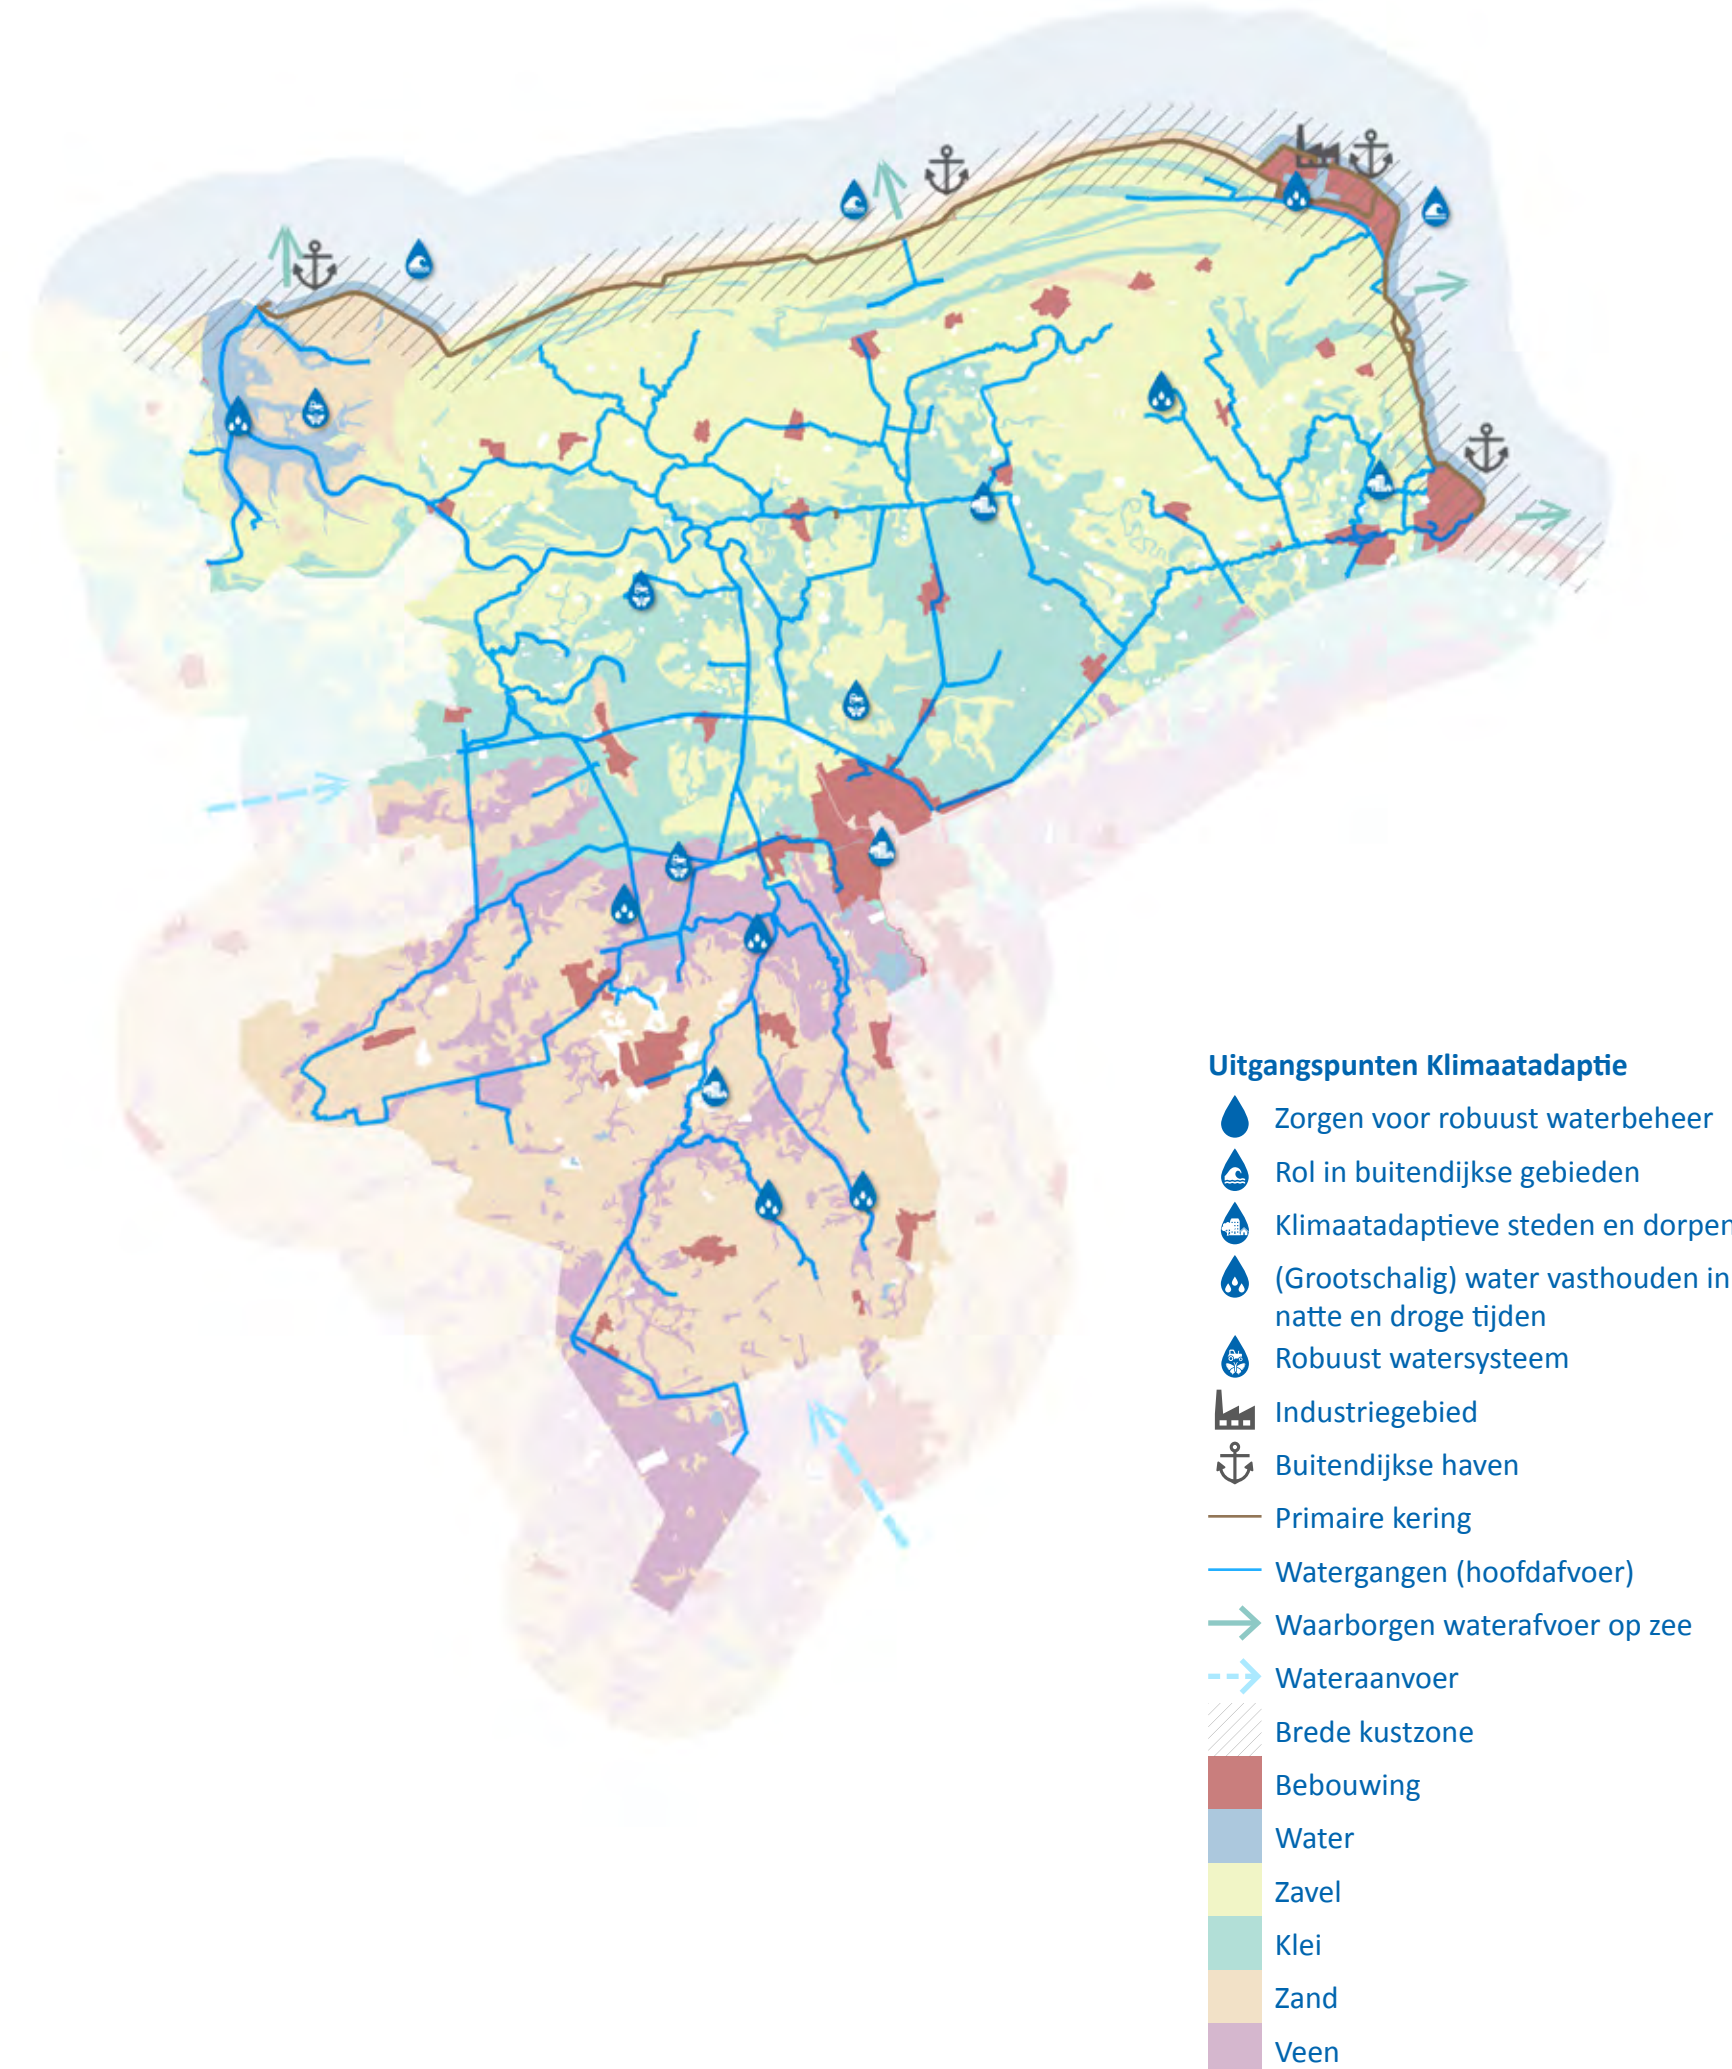 Uitgangspunten Klimaatadaptie
Zorgen voor robuust waterbeheer
Rol in buitendijkse gebieden
Klimaatadaptieve steden en dorpen
(Grootschalig) water vasthouden in
natte en droge tijden
Robuust watersysteem
Industriegebied
Buitendijkse haven
Primaire kering
Watergangen (hoofdafvoer)
Waarborgen waterafvoer op zee
Wateraanvoer
Brede kustzone
Bebouwing
Water
Zavel
Klei
Zand
Veen